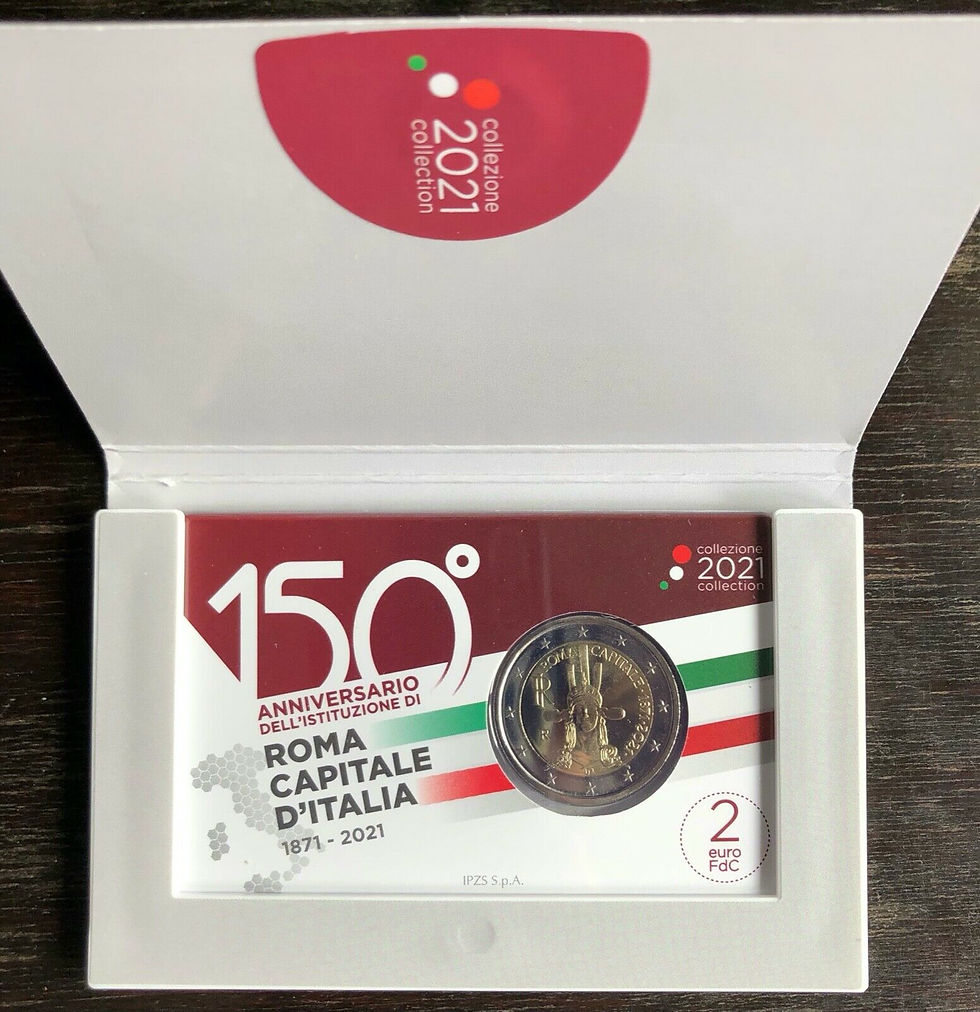 collezione
2021
collection
150°
ANNIVERSARIO
DELL'ISTITUZIONE DI
ROMA
CAPITALE
D'ITALIA
1871 - 2021
collezione
2021
collection
ROMA CAPITALE·1871·2021
2
euro
FdC
IPZS S.p.A.